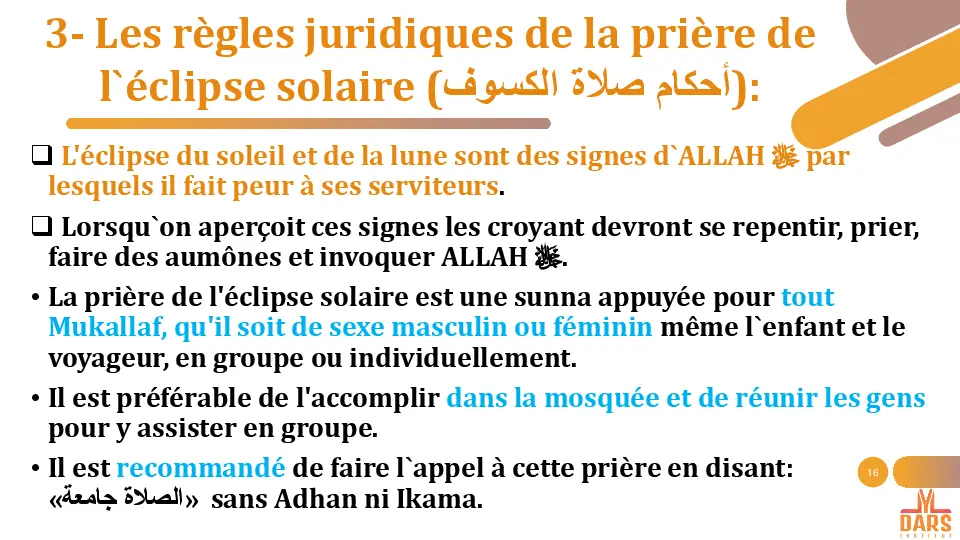 3- Les règles juridiques de la prière de
l`éclipse solaire (أحكام صلاة الكسوف):
❑ L'éclipse du soleil et de la lune sont des signes d`ALLAH ﷻ par
lesquels il fait peur à ses serviteurs.
❑ Lorsqu`on aperçoit ces signes les croyant devront se repentir, prier,
faire des aumônes et invoquer ALLAH ﷻ.
• La prière de l'éclipse solaire est une sunna appuyée pour tout
Mukallaf, qu'il soit de sexe masculin ou féminin même l`enfant et le
voyageur, en groupe ou individuellement.
• Il est préférable de l'accomplir dans la mosquée et de réunir les gens
pour y assister en groupe.
• Il est recommandé de faire l`appel à cette prière en disant:
«الصلاة جامعة» sans Adhan ni Ikama.
16
DARS
INSTITUT